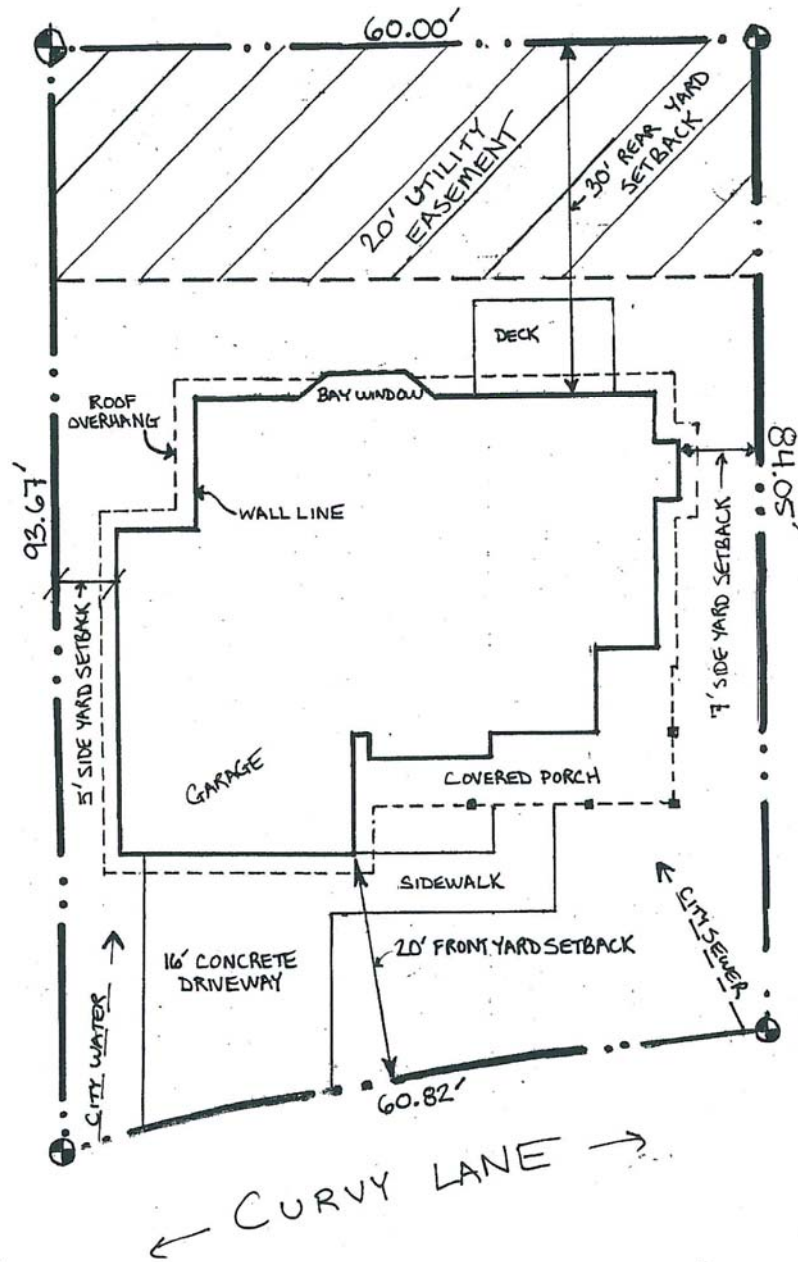 60.00'
20' UTILITY
EASEMENT
30' REAR YARD
SETBACK
DECK
BAY WINDOW
ROOF
OVERHANG
WALL LINE
93.67'
84.05'
5' SIDE YARD SETBACK
7' SIDE YARD SETBACK
GARAGE
COVERED PORCH
SIDEWALK
16' CONCRETE
DRIVEWAY
20' FRONT YARD SETBACK
CITY WATER
CITY SEWER
60.82'
CURVY LANE